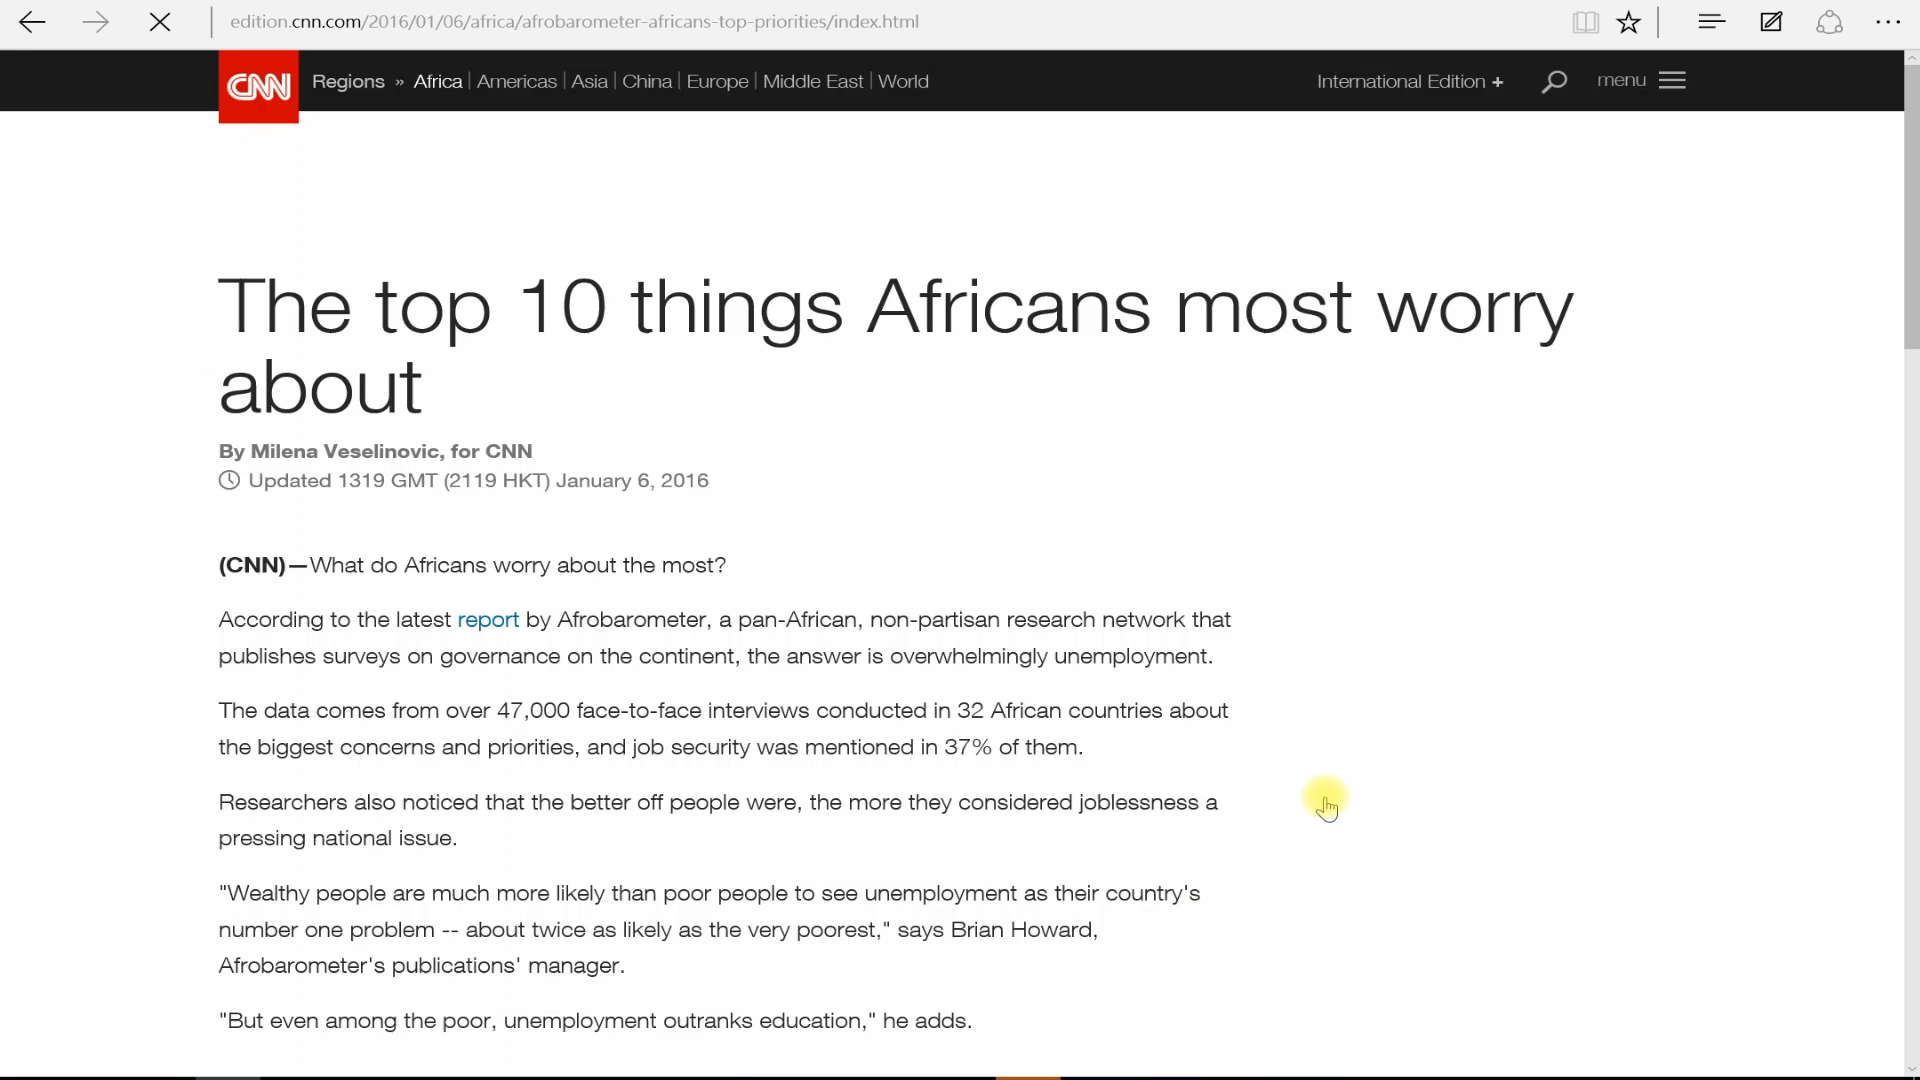 edition.cnn.com/2016/01/06/africa/afrobarometer-africans-top-priorities/index.html
CNN Regions » Africa | Americas | Asia | China | Europe | Middle East | World International Edition + menu
The top 10 things Africans most worry
about
By Milena Veselinovic, for CNN
Updated 1319 GMT (2119 HKT) January 6, 2016
(CNN)—What do Africans worry about the most?
According to the latest report by Afrobarometer, a pan-African, non-partisan research network that
publishes surveys on governance on the continent, the answer is overwhelmingly unemployment.
The data comes from over 47,000 face-to-face interviews conducted in 32 African countries about
the biggest concerns and priorities, and job security was mentioned in 37% of them.
Researchers also noticed that the better off people were, the more they considered joblessness a
pressing national issue.
"Wealthy people are much more likely than poor people to see unemployment as their country's
number one problem -- about twice as likely as the very poorest," says Brian Howard,
Afrobarometer's publications' manager.
"But even among the poor, unemployment outranks education," he adds.